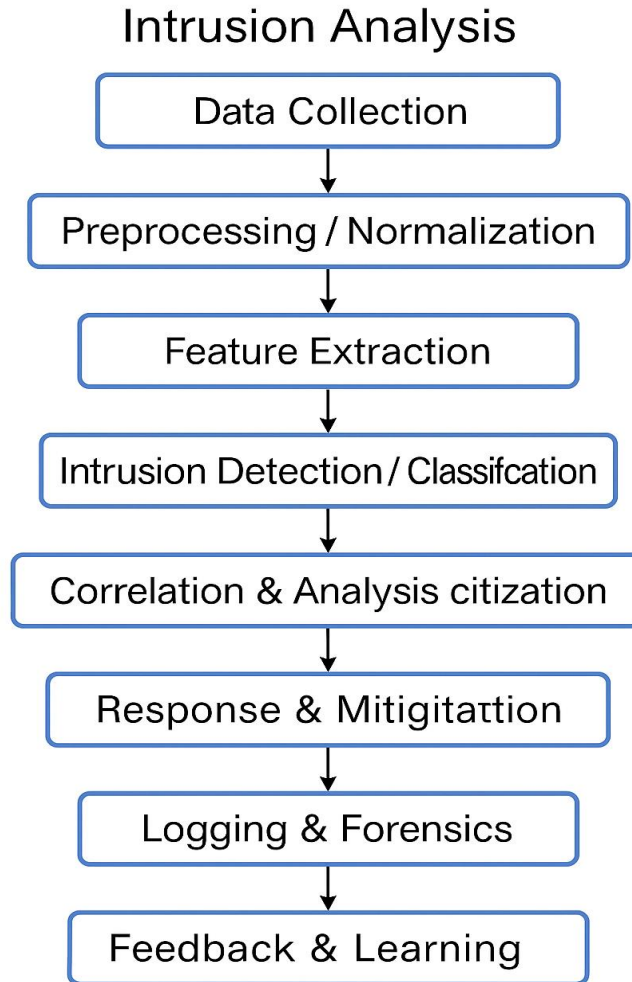 Intrusion Analysis
Data Collection
Preprocessing / Normalization
Feature Extraction
Intrusion Detection / Classifcation
Correlation & Analysis citization
Response & Mitigitaτtion
Logging & Forensics
Feedback & Learning